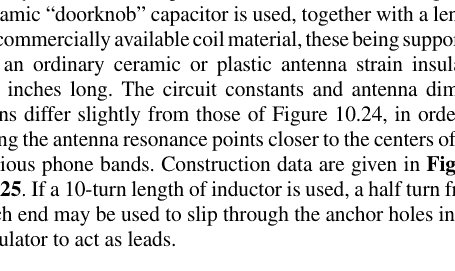 amic “doorknob” capacitor is used, together with a len
commercially available coil material, these being suppor
an ordinary ceramic or plastic antenna strain insula
inches long. The circuit constants and antenna dim
ns differ slightly from those of Figure 10.24, in orde
ng the antenna resonance points closer to the centers of
ious phone bands. Construction data are given in Fig
25. If a 10-turn length of inductor is used, a half turn fr
ch end may be used to slip through the anchor holes in
ulator to act as leads.